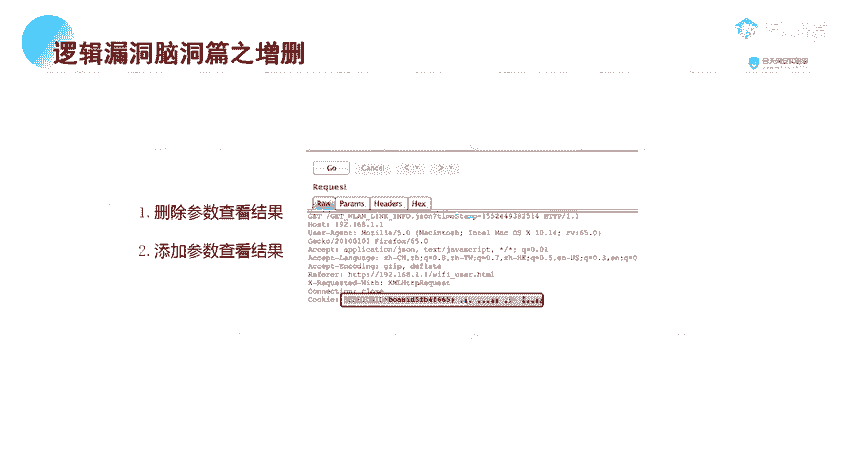 逻辑漏洞脑洞篇之增删
1. 删除参数查看结果
2. 添加参数查看结果
Go
Cancel
< 
>
Request
Raw Params Headers Hex
GET /GET_WLAN_LINE_INFO.json?timeStamp=1552649382514 HTTP/1.1
Host: 192.168.1.1
User-Agent: Mozilla/5.0 (Macintosh; Intel Mac OS X 10.14; rv:65.0)
Gecko/20100101 Firefox/65.0
Accept: application/json, text/javascript, */*; q=0.01
Accept-Language: zh-CN,zh;q=0.8,zh-TW;q=0.7,zh-HK;q=0.5,en-US;q=0.3,en;q=0
Accept-Encoding: gzip, deflate
Referer: http://192.168.1.1/wifi_user.html
X-Requested-With: XMLHttpRequest
Connection: close
Cookie: